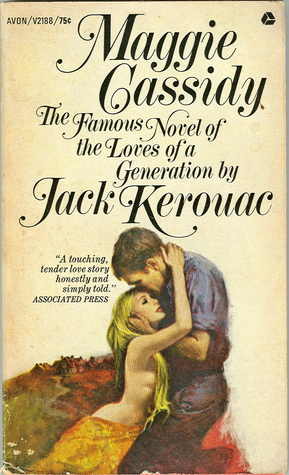 AVON/V2188/75¢
Maggie
Cassidy
The Famous Novel of
the Loves of a
Generation by
Jack Kerouac
"A touching,
tender love story
honestly and
simply told."
ASSOCIATED PRESS